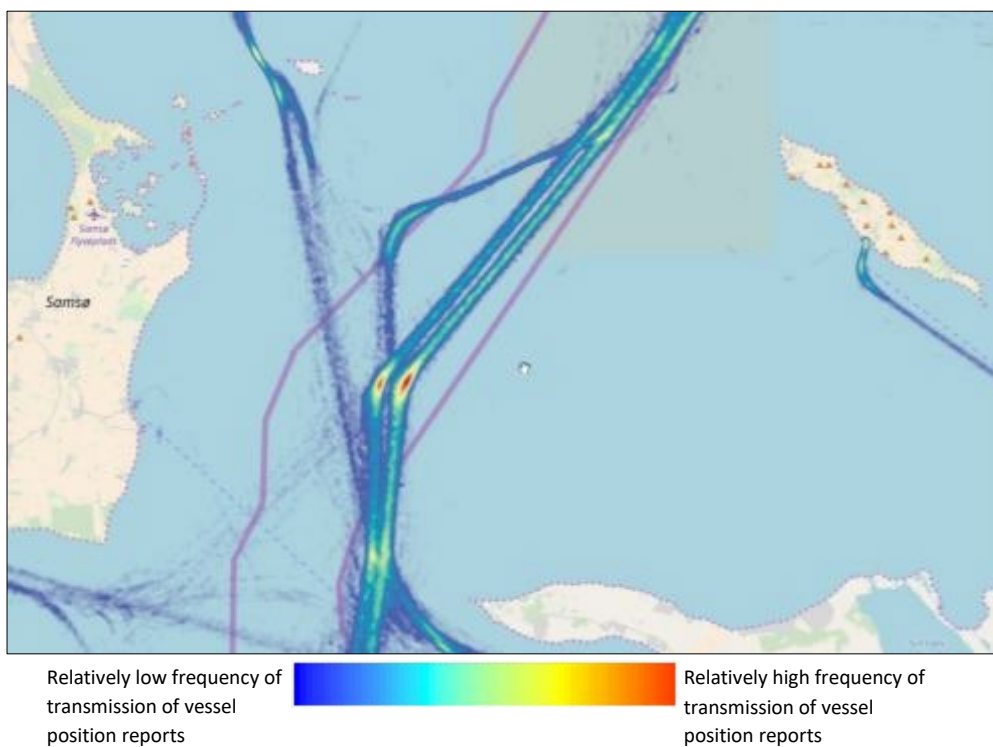 Samsø
Flyveplads
Samsø
Relatively low frequency of
transmission of vessel
position reports
Relatively high frequency of
transmission of vessel
position reports